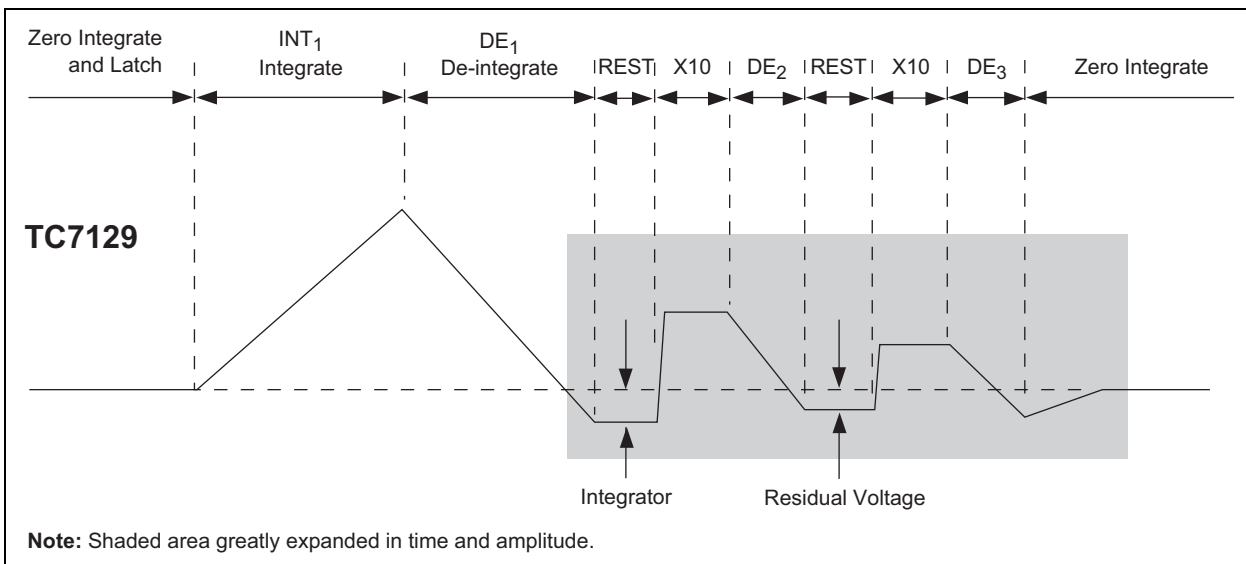 Zero Integrate
and Latch
INT1
Integrate
DE1
De-integrate
REST
X10
DE2
REST
X10
DE3
Zero Integrate
TC7129
Integrator
Residual Voltage
Note: Shaded area greatly expanded in time and amplitude.